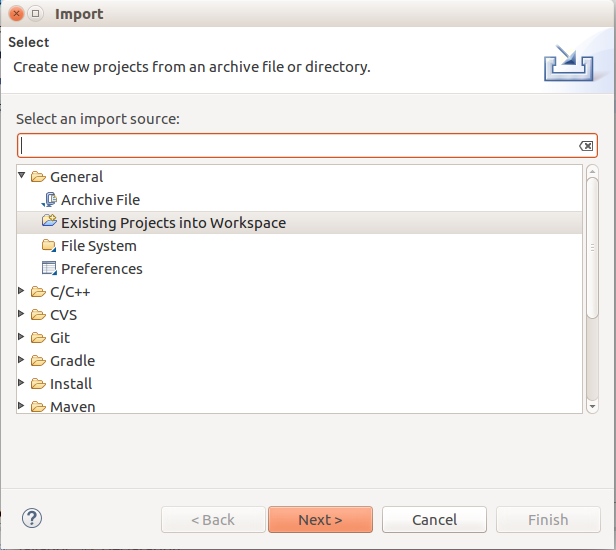 Import
Select
Create new projects from an archive file or directory.
Select an import source:
General
Archive File
Existing Projects into Workspace
File System
Preferences
C/C++
CVS
Git
Gradle
Install
Maven
?
< Back
Next >
Cancel
Finish